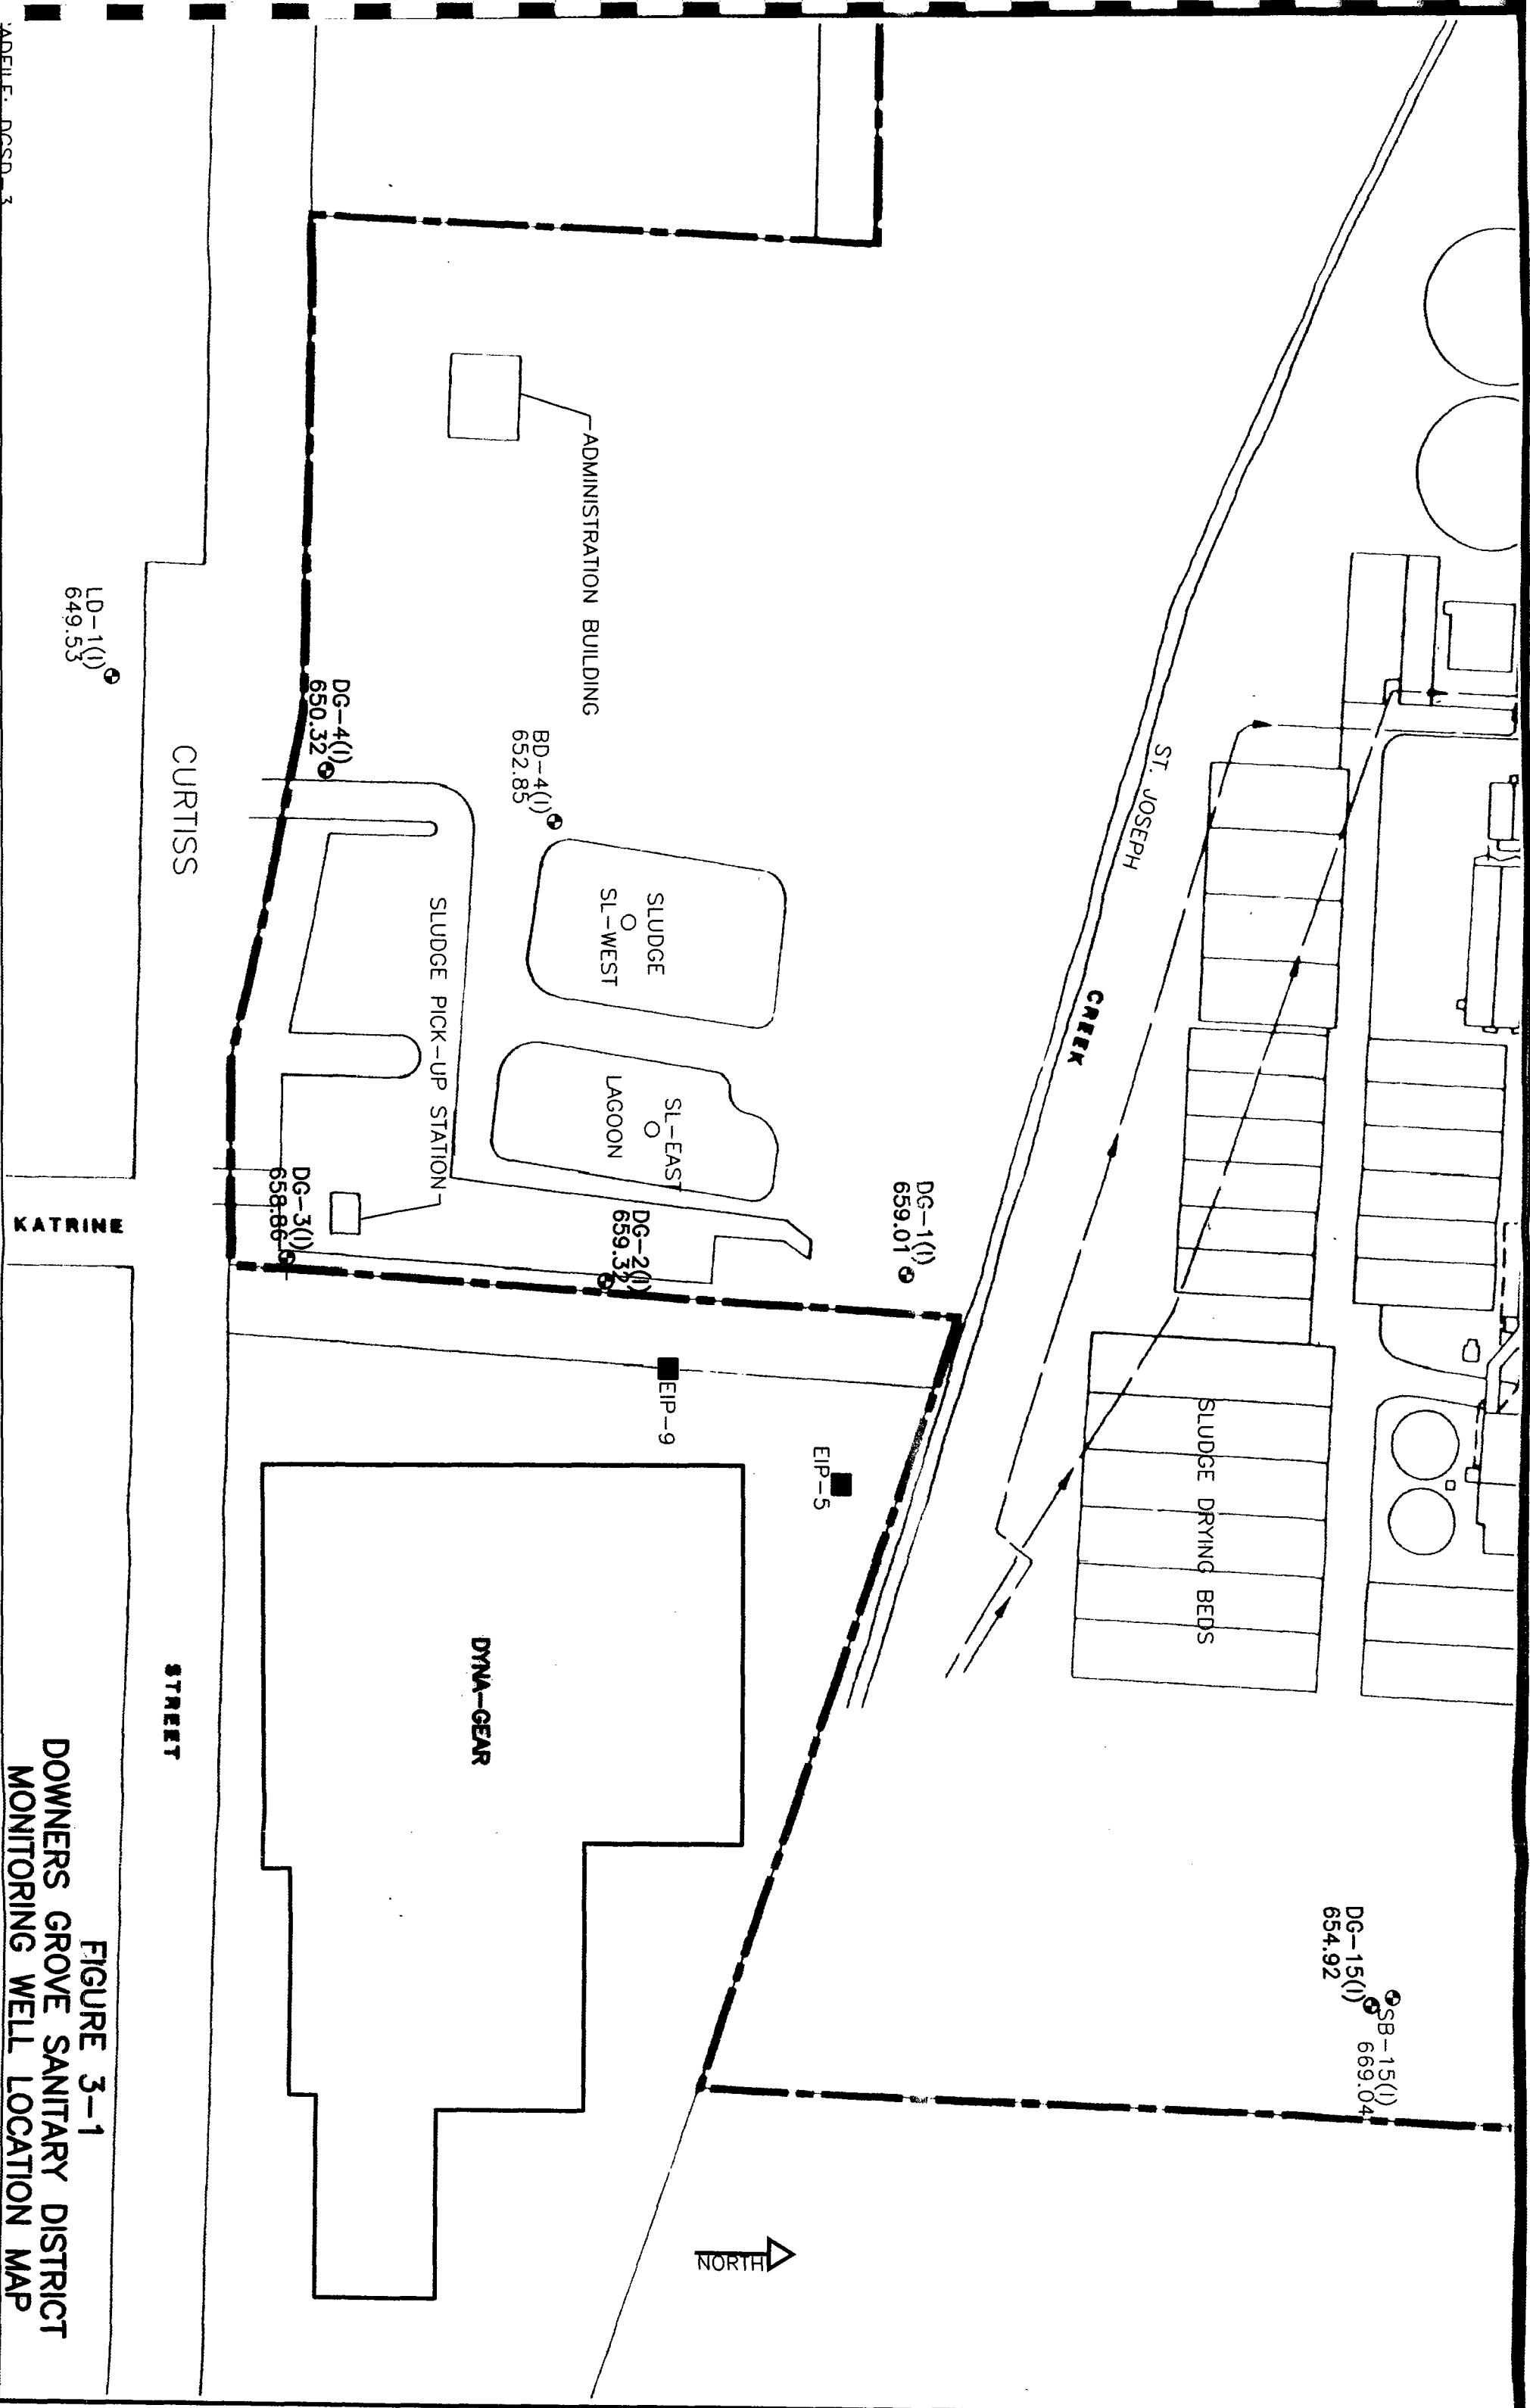 ST. JOSEPH
CREEK
SLUDGE DRYING BEDS
DG-15(I)
654.92
SB-15(I)
669.04
ADMINISTRATION BUILDING
BD-4(I)
652.85
SLUDGE
SL-WEST
SL-EAST
LAGOON
DG-1(I)
659.01
DG-2(I)
659.32
EIP-9
EIP-5
DG-4(I)
650.32
SLUDGE PICK-UP STATION
DG-3(I)
658.86
DYNA-GEAR
NORTH
LD-1(I)
649.53
CURTISS
STREET
KATRINE
FIGURE 3-1
DOWNERS GROVE SANITARY DISTRICT
MONITORING WELL LOCATION MAP